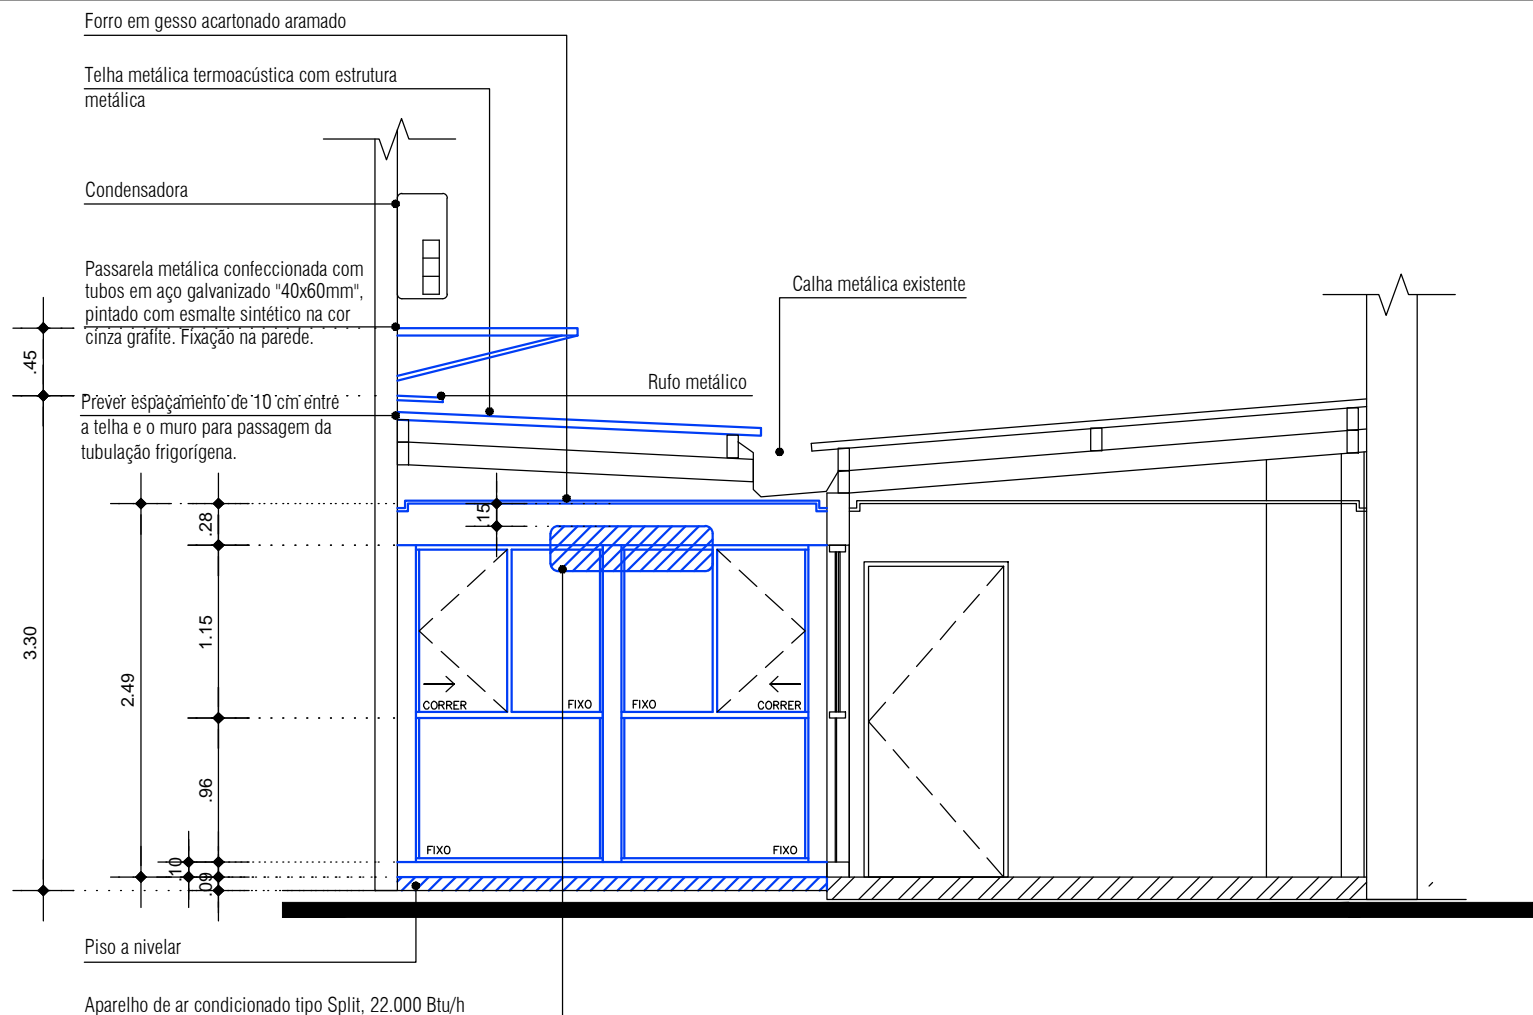 Forro em gesso acartonado aramado
Telha metálica termoacústica com estrutura
metálica
Condensadora
Passarela metálica confeccionada com
tubos em aço galvanizado "40x60mm",
pintado com esmalte sintético na cor
cinza grafite. Fixação na parede.
Calha metálica existente
.45
Rufo metálico
Prever espaçamento de 10 cm entre
a telha e o muro para passagem da
tubulação frigorígena.
.28
.15
3.30
2.49
1.15
CORRER
FIXO
FIXO
CORRER
.96
FIXO
FIXO
.10
.09
Piso a nivelar
Aparelho de ar condicionado tipo Split, 22.000 Btu/h